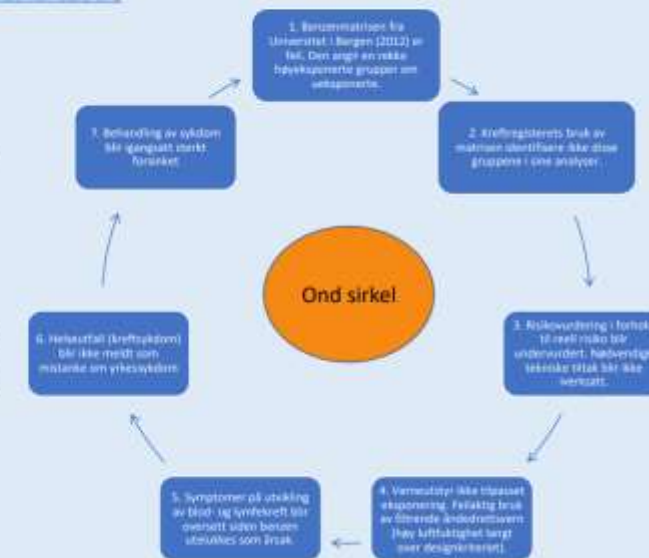 1. Benzenmatrisen fra
Universitet i Bergen (2012) er
feil. Den angir en rekke
høyeksponerte grupper som
ueksponerte.
2. Kreftregisterets bruk av
matrisen identifisere ikke disse
gruppene i sine analyser.
3. Risikovurdering i forhold
til reell risiko blir
undervurdert. Nødvendige
tekniske tiltak blir ikke
iverksatt.
4. Verneutstyr ikke tilpasset
eksponering. Feilaktig bruk
av filtrende åndedrettsvern
(høy luftfuktighet langt
over designkriteriet).
5. Symptomer på utvikling
av blod- og lymfekreft blir
oversett siden benzen
utelukkes som årsak.
6. Helseutfall (kreftsykdom)
blir ikke meldt som
mistanke om yrkessykdom
7. Behandling av sykdom
blir igangsatt sterkt
forsinket
Ond sirkel